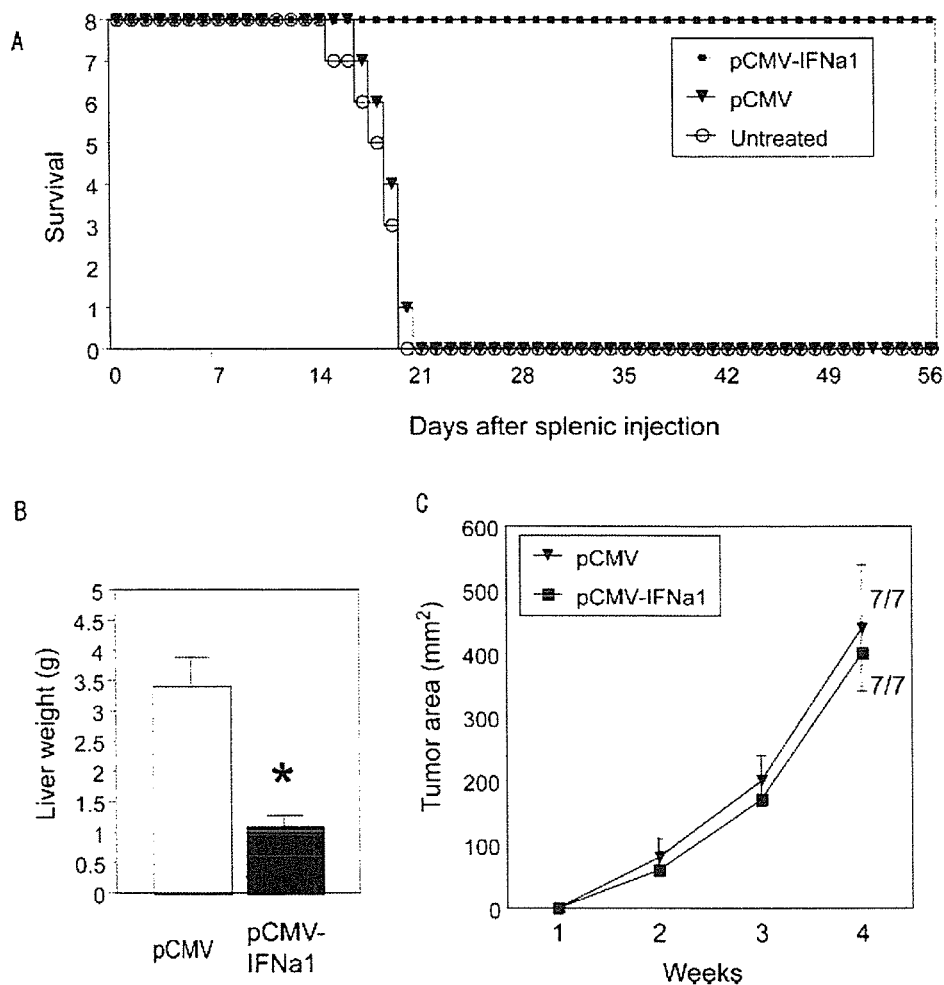 A
8
7
6
5
4
3
2
1
0
Survival
pCMV-IFNa1
pCMV
Untreated
0 7 14 21 28 35 42 49 56
Days after splenic injection
B
5
4.5
4
3.5
3
2.5
2
1.5
1
0.5
0
Liver weight (g)
*
pCMV
pCMV-
IFNa1
C
600
500
400
300
200
100
0
Tumor area (mm²)
pCMV
pCMV-IFNa1
7/7
7/7
1 2 3 4
Weeks